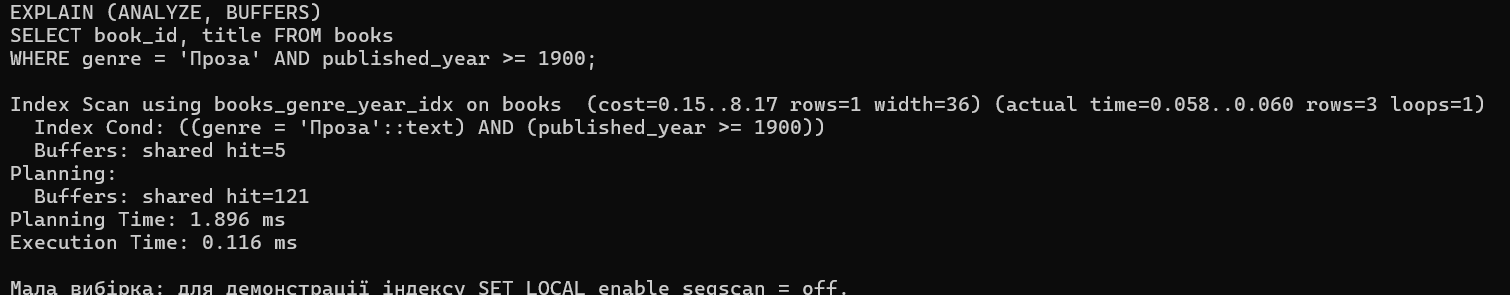 EXPLAIN (ANALYZE, BUFFERS)
SELECT book_id, title FROM books
WHERE genre = 'Проза' AND published_year >= 1900;
Index Scan using books_genre_year_idx on books  (cost=0.15..8.17 rows=1 width=36) (actual time=0.058..0.060 rows=3 loops=1)
  Index Cond: ((genre = 'Проза'::text) AND (published_year >= 1900))
  Buffers: shared hit=5
Planning:
  Buffers: shared hit=121
Planning Time: 1.896 ms
Execution Time: 0.116 ms
Мала вибірка: для демонстрації індексу SET LOCAL enable_seqscan = off.